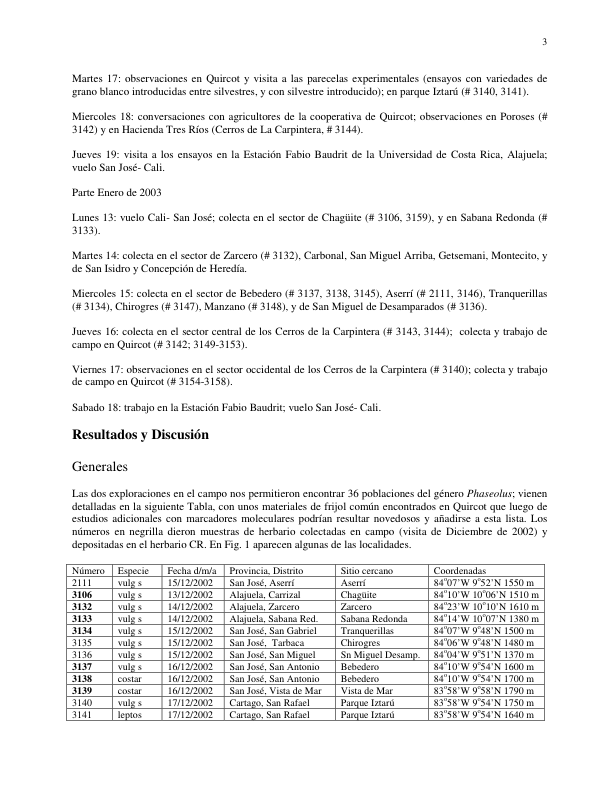 3
Martes 17: observaciones en Quircot y visita a las parecelas experimentales (ensayos con variedades de
grano blanco introducidas entre silvestres, y con silvestre introducido); en parque Iztarú (# 3140, 3141).
Miercoles 18: conversaciones con agricultores de la cooperativa de Quircot; observaciones en Poroses (#
3142) y en Hacienda Tres Ríos (Cerros de La Carpintera, # 3144).
Jueves 19: visita a los ensayos en la Estación Fabio Baudrit de la Universidad de Costa Rica, Alajuela;
vuelo San José- Cali.
Parte Enero de 2003
Lunes 13: vuelo Cali- San José; colecta en el sector de Chagüite (# 3106, 3159), y en Sabana Redonda (#
3133).
Martes 14: colecta en el sector de Zarcero (# 3132), Carbonal, San Miguel Arriba, Getsemani, Montecito, y
de San Isidro y Concepción de Heredía.
Miercoles 15: colecta en el sector de Bebedero (# 3137, 3138, 3145), Aserrí (# 2111, 3146), Tranquerillas
(# 3134), Chirogres (# 3147), Manzano (# 3148), y de San Miguel de Desamparados (# 3136).
Jueves 16: colecta en el sector central de los Cerros de la Carpintera (# 3143, 3144); colecta y trabajo de
campo en Quircot (# 3142; 3149-3153).
Viernes 17: observaciones en el sector occidental de los Cerros de la Carpintera (# 3140); colecta y trabajo
de campo en Quircot (# 3154-3158).
Sabado 18: trabajo en la Estación Fabio Baudrit; vuelo San José- Cali.
Resultados y Discusión
Generales
Las dos exploraciones en el campo nos permitieron encontrar 36 poblaciones del género Phaseolus; vienen
detalladas en la siguiente Tabla, con unos materiales de frijol común encontrados en Quircot que luego de
estudios adicionales con marcadores moleculares podrían resultar novedosos y añadirse a esta lista. Los
números en negrilla dieron muestras de herbario colectadas en campo (visita de Diciembre de 2002) y
depositadas en el herbario CR. En Fig. 1 aparecen algunas de las localidades.
Número Especie Fecha d/m/a Provincia, Distrito Sitio cercano Coordenadas
2111 vulg s 15/12/2002 San José, Aserrí Aserrí 84°07’W 9°52’N 1550 m
3106 vulg s 13/12/2002 Alajuela, Carrizal Chagüite 84°10’W 10°06’N 1510 m
3132 vulg s 14/12/2002 Alajuela, Zarcero Zarcero 84°23’W 10°10’N 1610 m
3133 vulg s 14/12/2002 Alajuela, Sabana Red. Sabana Redonda 84°14’W 10°07’N 1380 m
3134 vulg s 15/12/2002 San José, San Gabriel Tranquerillas 84°07’W 9°48’N 1500 m
3135 vulg s 15/12/2002 San José, Tarbaca Chirogres 84°06’W 9°48’N 1480 m
3136 vulg s 15/12/2002 San José, San Miguel Sn Miguel Desamp. 84°04’W 9°51’N 1370 m
3137 vulg s 16/12/2002 San José, San Antonio Bebedero 84°10’W 9°54’N 1600 m
3138 costar 16/12/2002 San José, San Antonio Bebedero 84°10’W 9°54’N 1700 m
3139 costar 16/12/2002 San José, Vista de Mar Vista de Mar 83°58’W 9°58’N 1790 m
3140 vulg s 17/12/2002 Cartago, San Rafael Parque Iztarú 83°58’W 9°54’N 1750 m
3141 leptos 17/12/2002 Cartago, San Rafael Parque Iztarú 83°58’W 9°54’N 1640 m